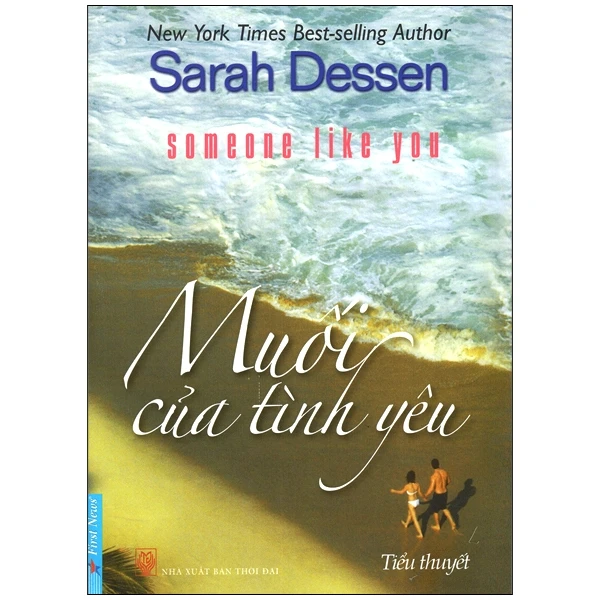 New York Times Best-selling Author
Sarah Dessen
someone like you
Muối
của tình yêu
First News
NHÀ XUẤT BẢN THỜI ĐẠI
Tiểu thuyết